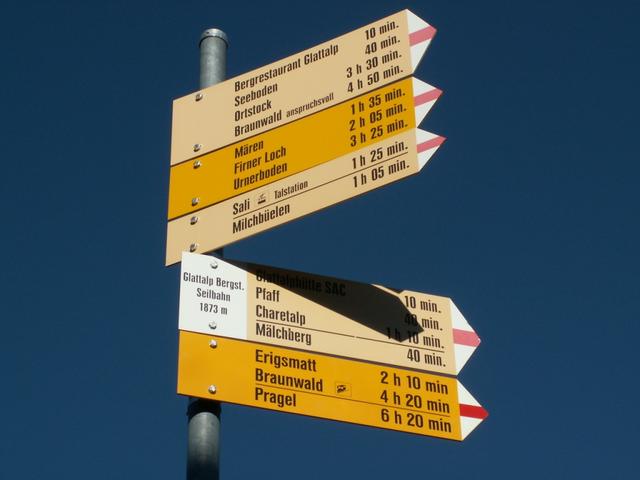 Bergrestaurant Glattalp 10 min.
Seeboden 40 min.
Ortstock 3 h 30 min.
Braunwald anspruchsvoll 4 h 50 min.
Mären 1 h 35 min.
Firner Loch 2 h 05 min.
Urnerboden 3 h 25 min.
Sali Talstation 1 h 25 min.
Milchbüelen 1 h 05 min.
Glattalp Bergst.
Seilbahn
1873 m
Glattalphütte SAC 10 min.
Pfaff 40 min.
Charetalp 1 h 10 min.
Mälchberg 40 min.
Erigsmatt 2 h 10 min
Braunwald 4 h 20 min
Pragel 6 h 20 min